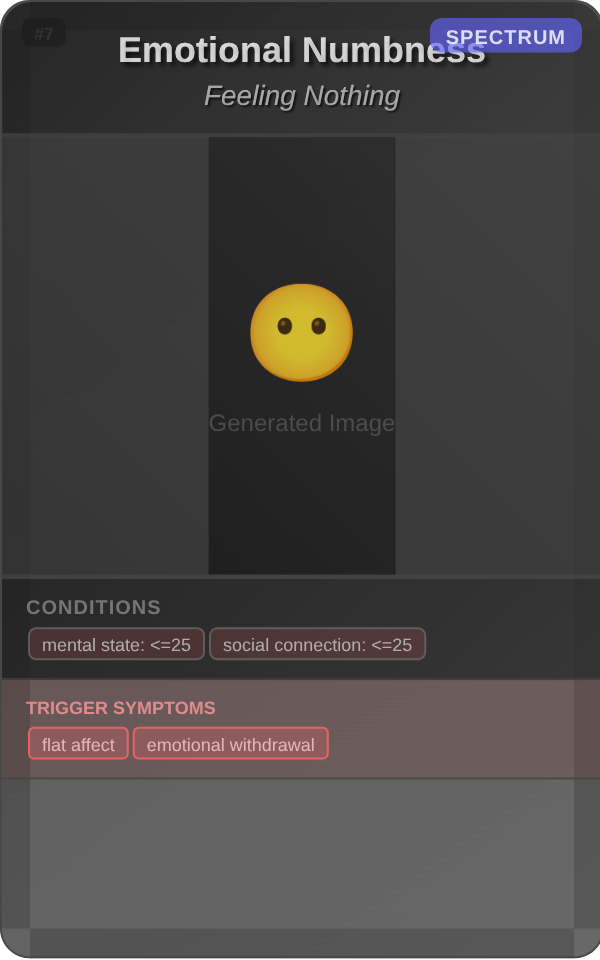 #7
SPECTRUM
Emotional Numbness
Feeling Nothing
Generated Image
CONDITIONS
mental state: <=25
social connection: <=25
TRIGGER SYMPTOMS
flat affect
emotional withdrawal